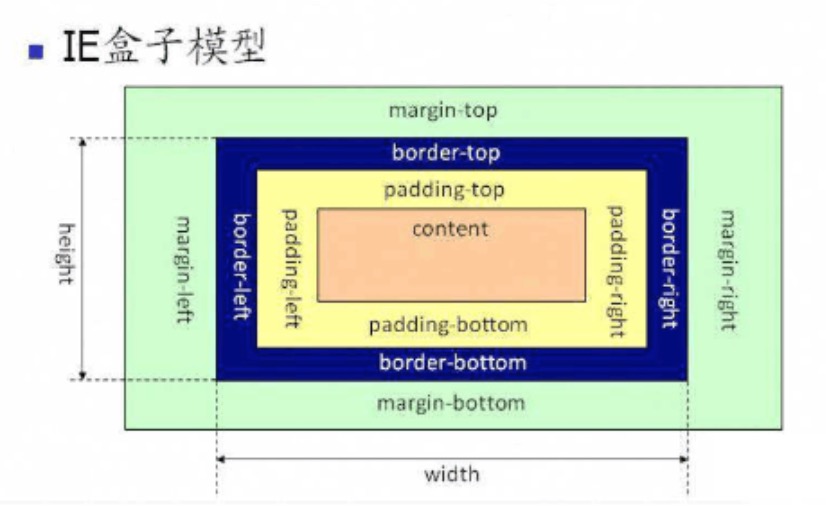 IE盒子模型
margin-top
border-top
padding-top
content
height
margin-left
border-left
padding-left
padding-right
border-right
margin-right
padding-bottom
border-bottom
margin-bottom
width